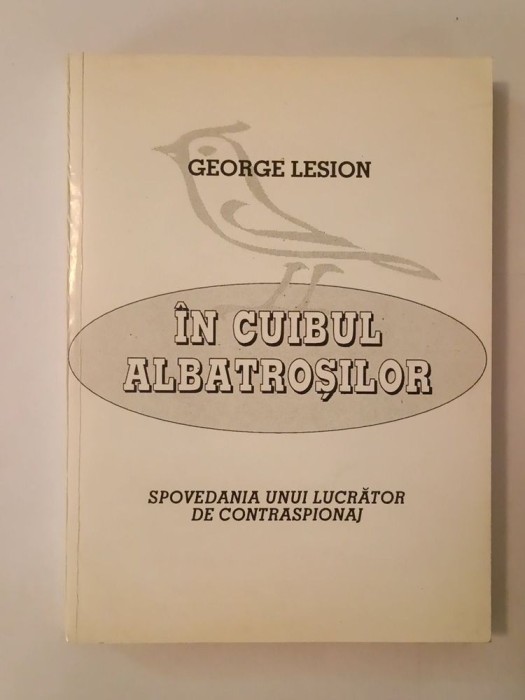 GEORGE LESION
ÎN CUIBUL
ALBATROȘILOR
SPOVEDANIA UNUI LUCRĂTOR
DE CONTRASPIONAJ